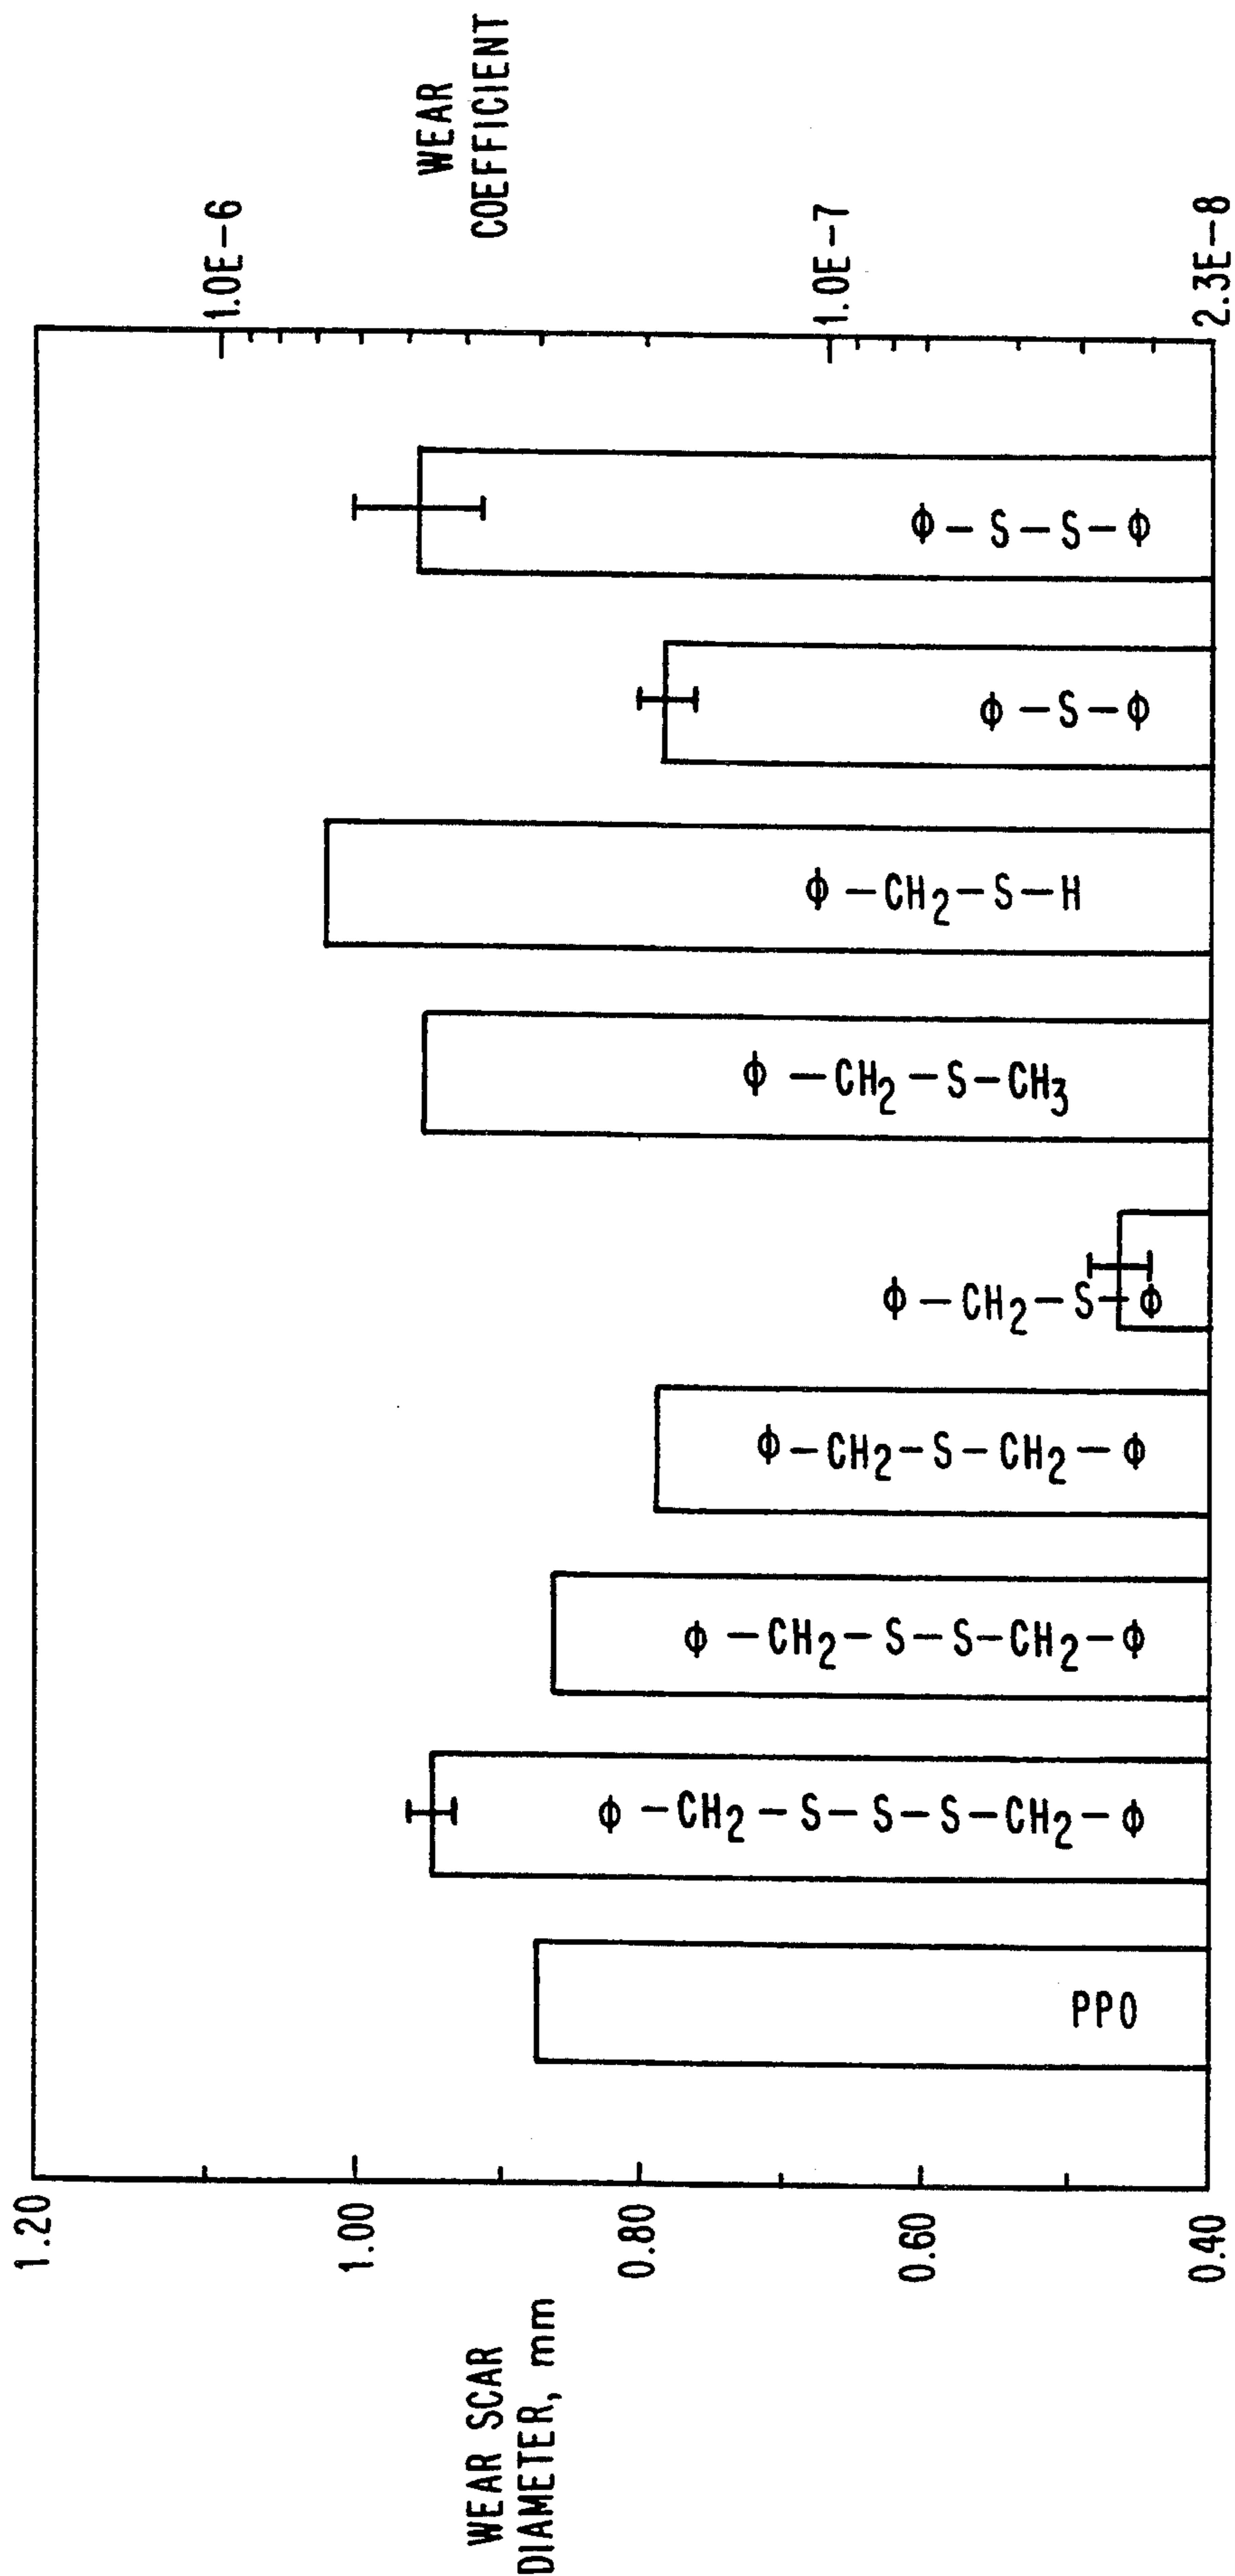 WEAR SCAR
DIAMETER, mm
1.20
1.00
0.80
0.60
0.40
PPO
Φ-CH2-S-S-S-CH2-Φ
Φ-CH2-S-S-CH2-Φ
Φ-CH2-S-CH2-Φ
Φ-CH2-S-Φ
Φ-CH2-S-CH3
Φ-CH2-S-H
Φ-S-Φ
Φ-S-S-Φ
WEAR
COEFFICIENT
1.0E-6
1.0E-7
2.3E-8